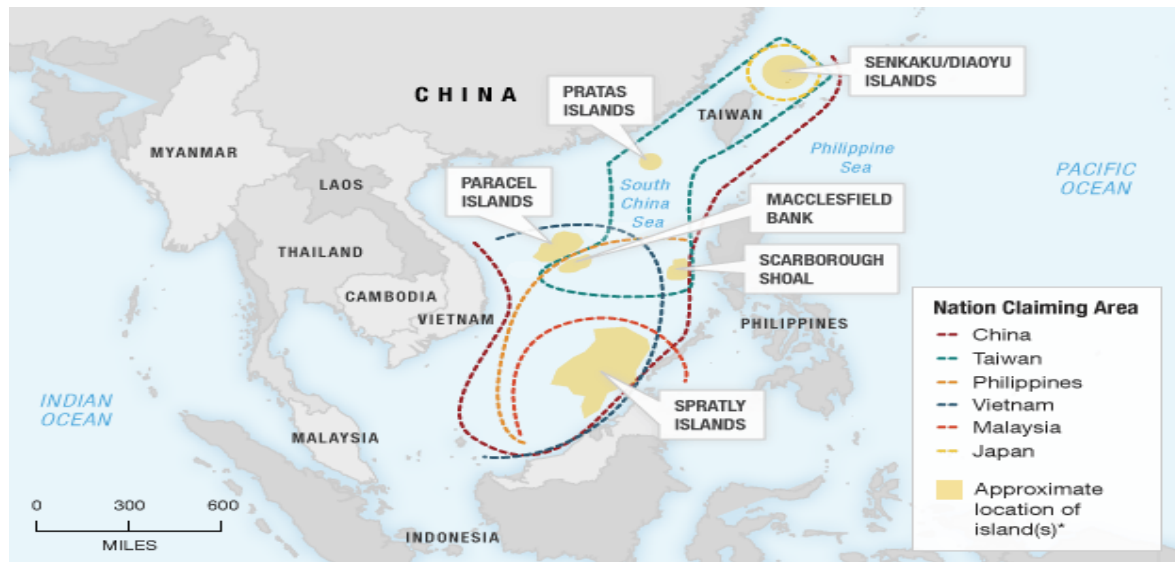 SENKAKU/DIAOYU
ISLANDS
CHINA
PRATAS
ISLANDS
TAIWAN
MYANMAR
Philippine
Sea
PACIFIC
OCEAN
LAOS
PARACEL
ISLANDS
South
China
Sea
MACCLESFIELD
BANK
THAILAND
SCARBOROUGH
SHOAL
CAMBODIA
VIETNAM
PHILIPPINES
Nation Claiming Area
China
Taiwan
Philippines
Vietnam
Malaysia
Japan
Approximate
location of
island(s)*
INDIAN
OCEAN
SPRATLY
ISLANDS
MALAYSIA
0 300 600
MILES
INDONESIA